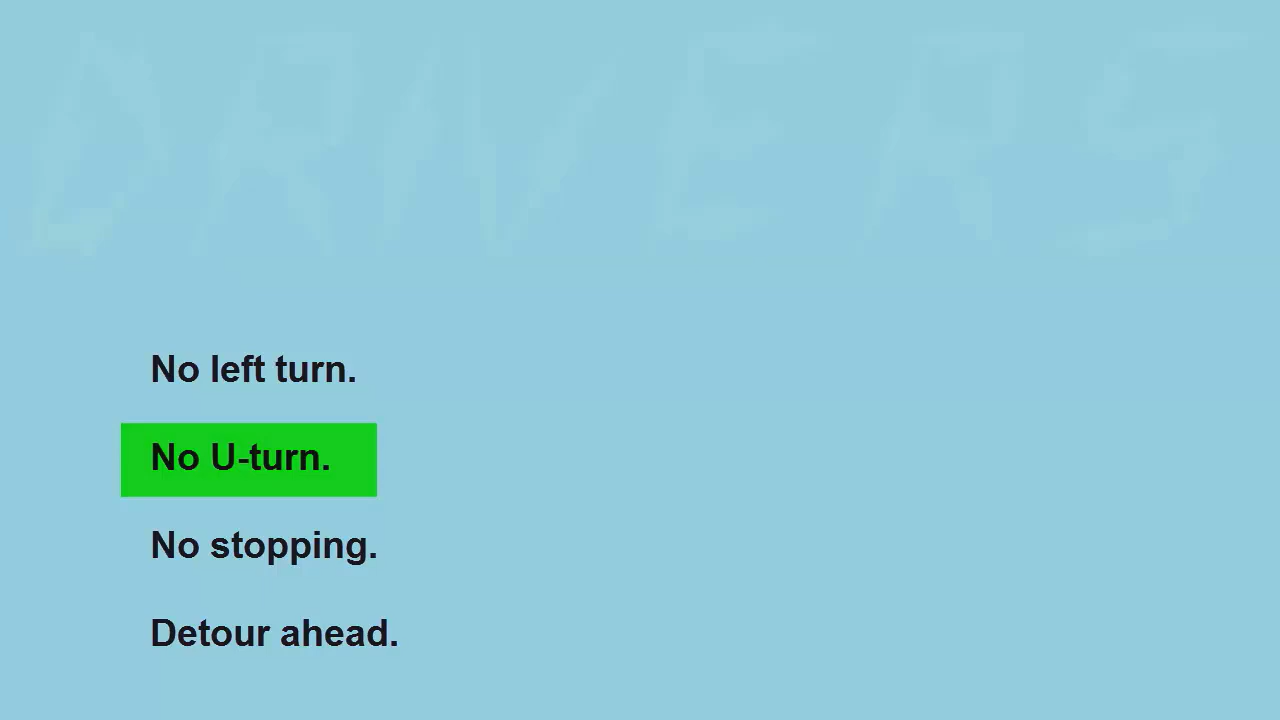 DRIVERS
No left turn.
No U-turn.
No stopping.
Detour ahead.